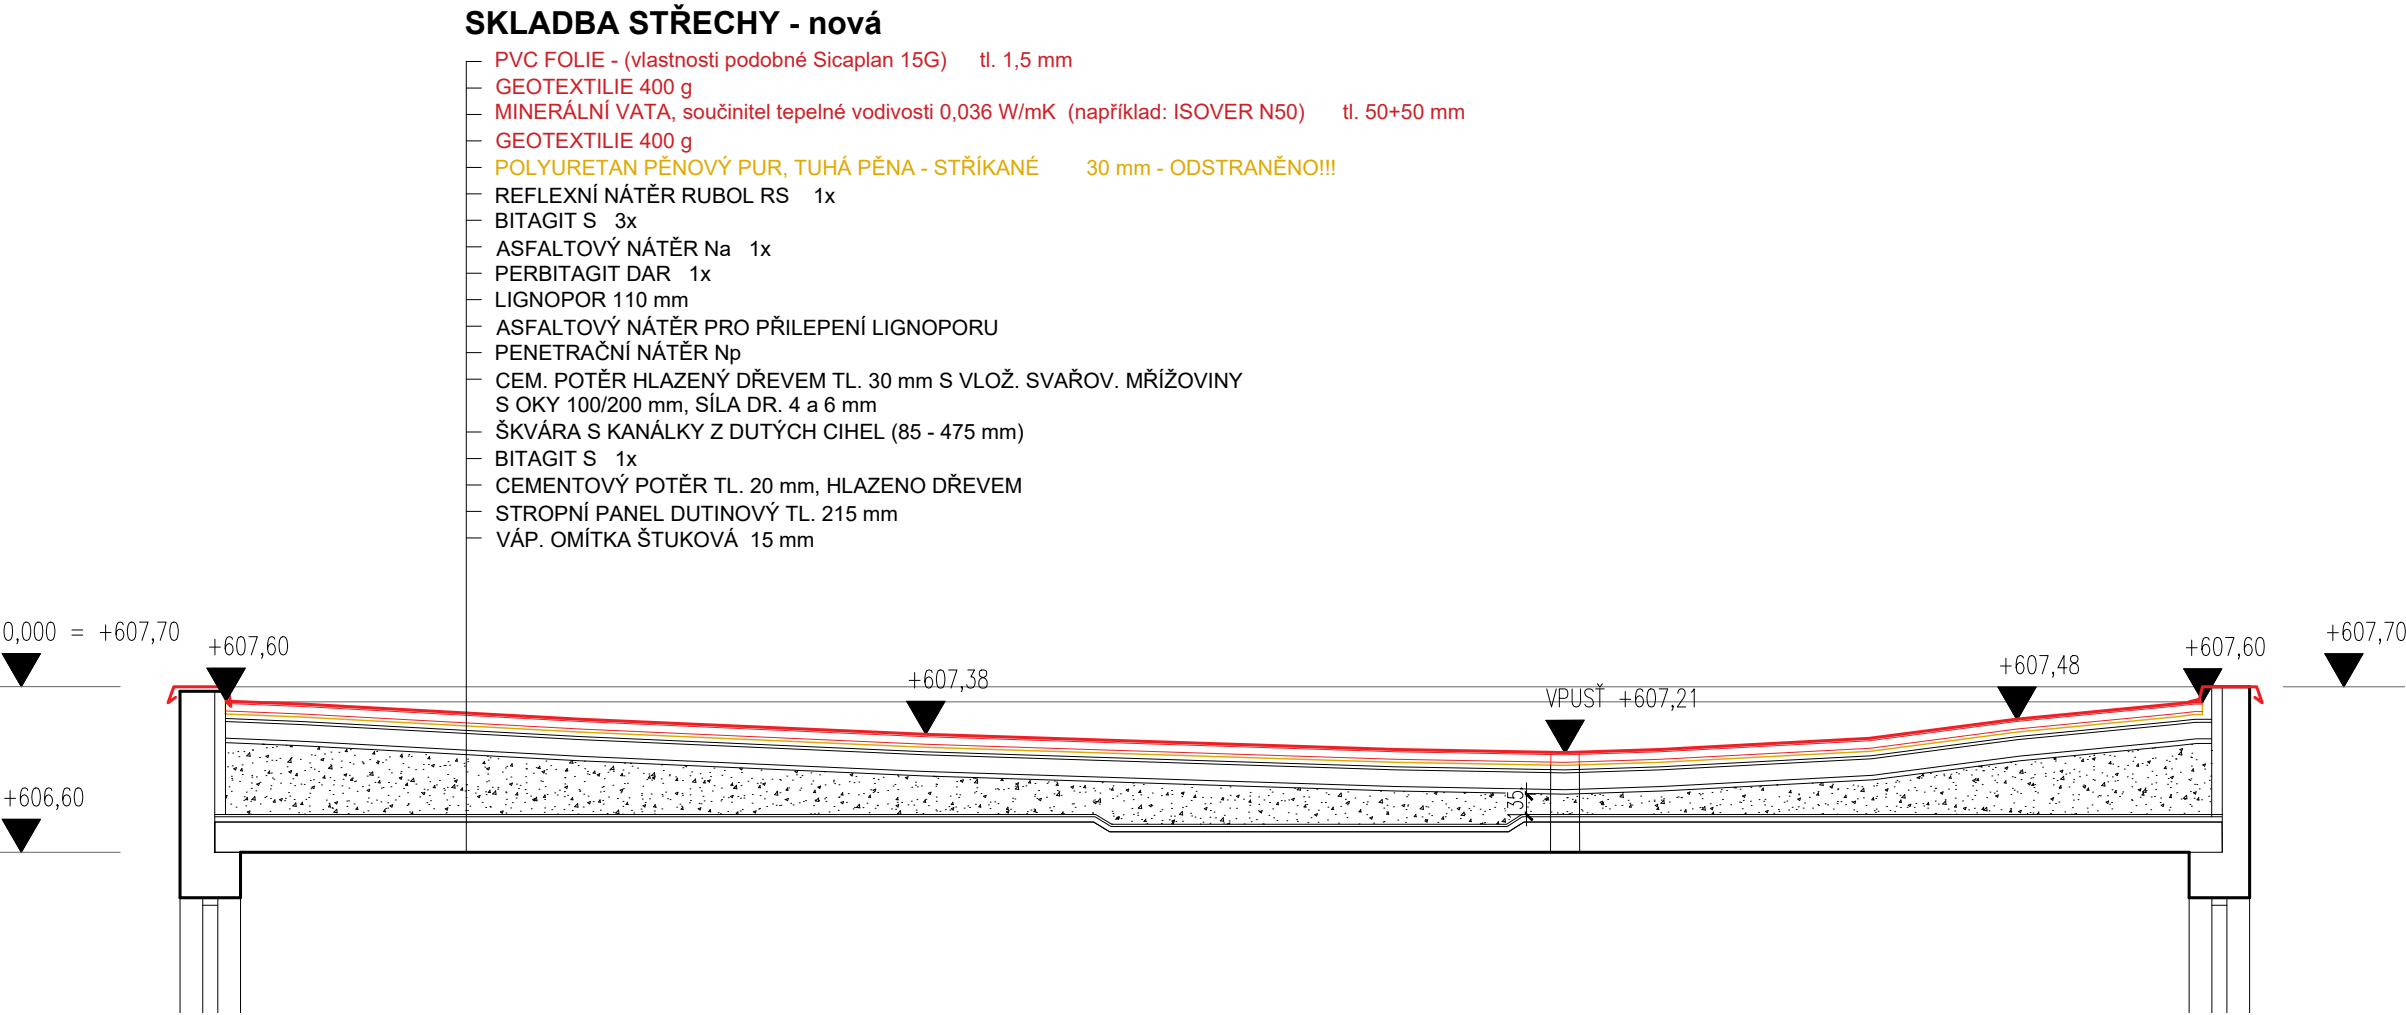 SKLADBA STŘECHY - nová
PVC FOLIE - (vlastnosti podobné Sicaplan 15G) tl. 1,5 mm
GEOTEXTILIE 400 g
MINERÁLNÍ VATA, součinitel tepelné vodivosti 0,036 W/mK (například: ISOVER N50) tl. 50+50 mm
GEOTEXTILIE 400 g
POLYURETAN PĚNOVÝ PUR, TUHÁ PĚNA - STŘÍKANÉ 30 mm - ODSTRANĚNO!!!
REFLEXNÍ NÁTĚR RUBOL RS 1x
BITAGIT S 3x
ASFALTOVÝ NÁTĚR Na 1x
PERBITAGIT DAR 1x
LIGNOPOR 110 mm
ASFALTOVÝ NÁTĚR PRO PŘILEPENÍ LIGNOPORU
PENETRAČNÍ NÁTĚR Np
CEM. POTĚR HLAZENÝ DŘEVEM TL. 30 mm S VLOŽ. SVAŘOV. MŘÍŽOVINY
S OKY 100/200 mm, SÍLA DR. 4 a 6 mm
ŠKVÁRA S KANÁLKY Z DUTÝCH CIHEL (85 - 475 mm)
BITAGIT S 1x
CEMENTOVÝ POTĚR TL. 20 mm, HLAZENO DŘEVEM
STROPNÍ PANEL DUTINOVÝ TL. 215 mm
VÁP. OMÍTKA ŠTUKOVÁ 15 mm
0,000 = +607,70
+607,60
+607,38
VPUSŤ +607,21
+607,48
+607,60
+607,70
+606,60
35